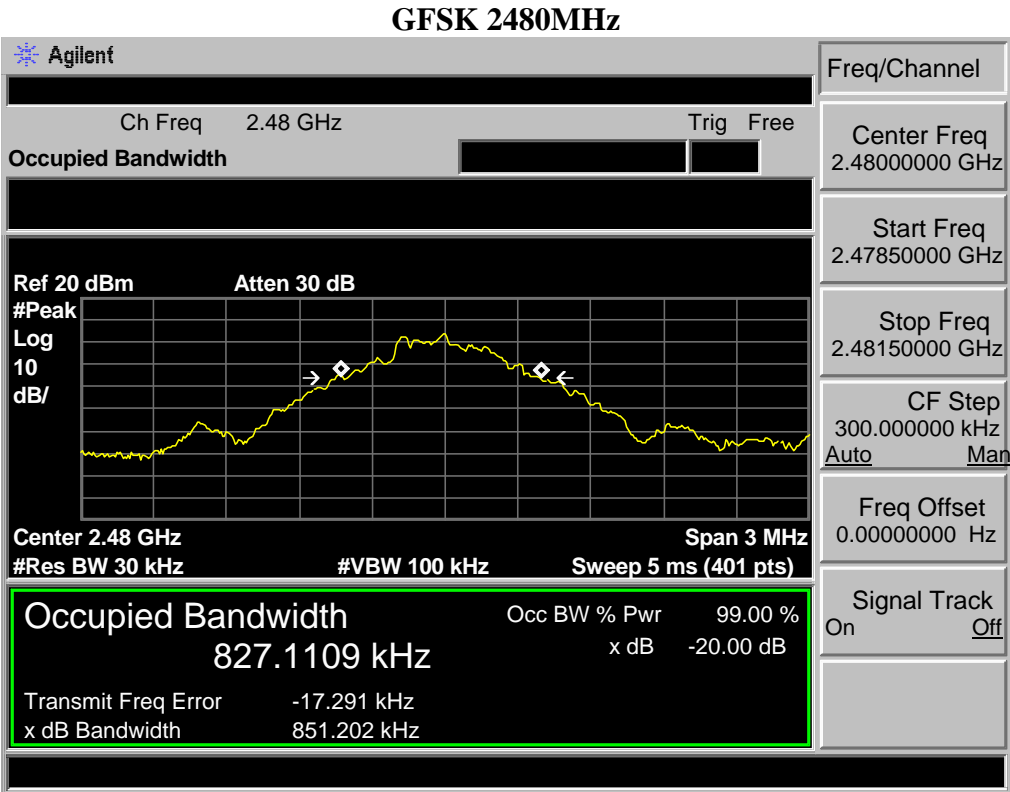 GFSK 2480MHz
Agilent
Freq/Channel
Ch Freq 2.48 GHz Trig Free
Occupied Bandwidth
Center Freq
2.48000000 GHz
Start Freq
2.47850000 GHz
Ref 20 dBm Atten 30 dB
#Peak
Log
10
dB/
Stop Freq
2.48150000 GHz
CF Step
300.000000 kHz
Auto Man
Freq Offset
0.00000000 Hz
Center 2.48 GHz Span 3 MHz
#Res BW 30 kHz #VBW 100 kHz Sweep 5 ms (401 pts)
Signal Track
On Off
Occupied Bandwidth Occ BW % Pwr 99.00 %
827.1109 kHz x dB -20.00 dB
Transmit Freq Error -17.291 kHz
x dB Bandwidth 851.202 kHz